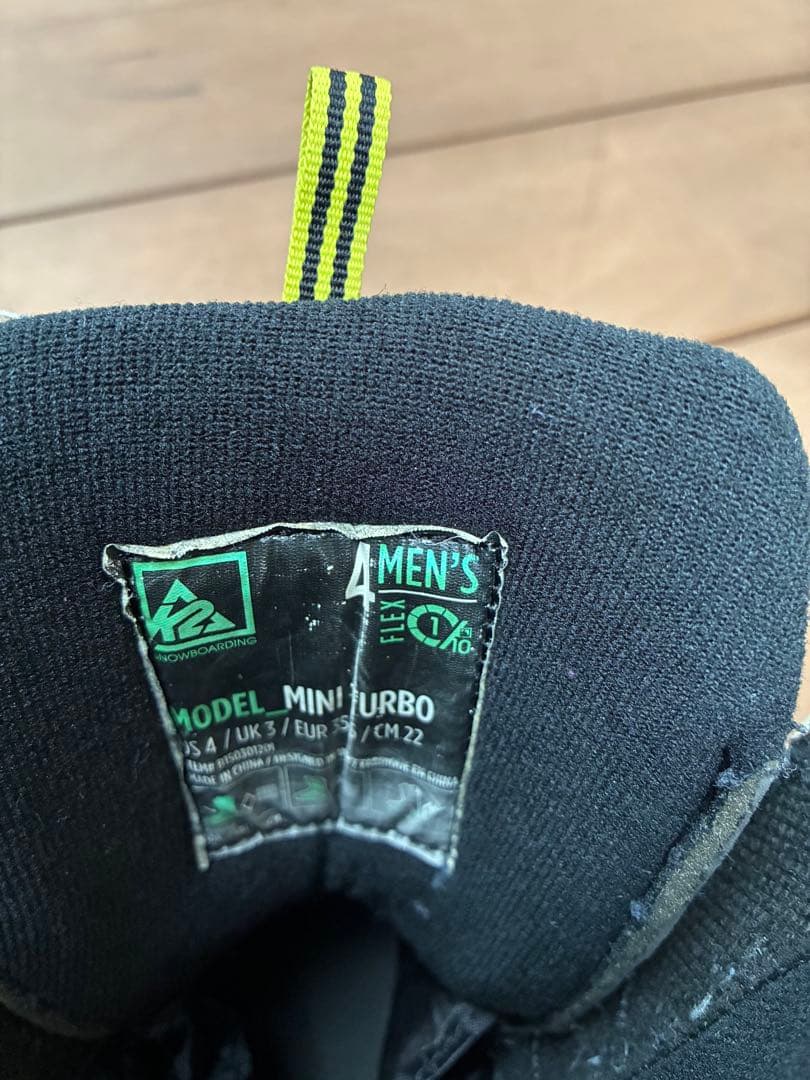 K2
SNOWBOARDING
4 MEN'S
FLEX 1/10
MODEL_MINI TURBO
US 4 / UK 3 / EUR / CM 22
B150301201
MADE IN CHINA /